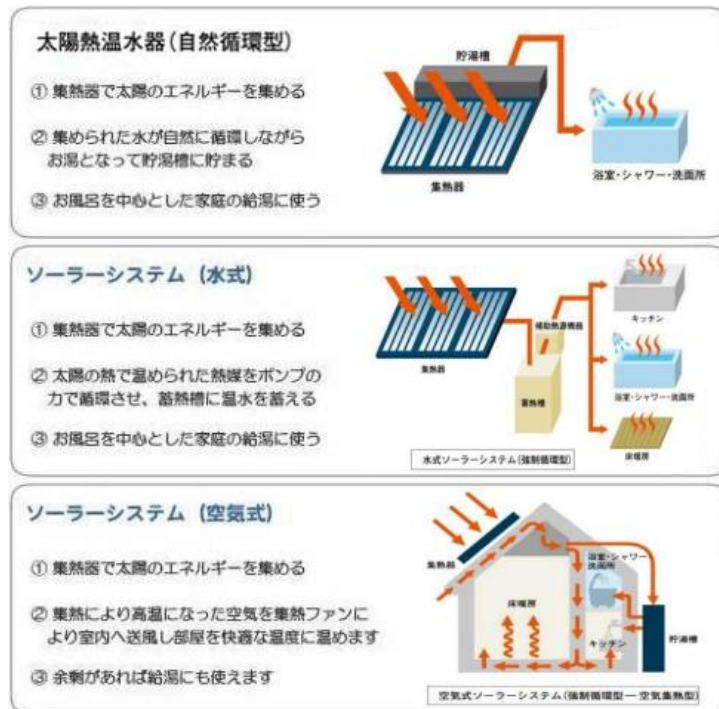 太陽熱温水器（自然循環型）
① 集熱器で太陽のエネルギーを集める
② 集められた水が自然に循環しながら
お湯となって貯湯槽に貯まる
③ お風呂を中心とした家庭の給湯に使う
貯湯槽
集熱器
浴室・シャワー・洗面所
ソーラーシステム（水式）
① 集熱器で太陽のエネルギーを集める
② 太陽の熱で温められた熱媒をポンプの
力で循環させ、蓄熱槽に温水を蓄える
③ お風呂を中心とした家庭の給湯に使う
集熱器
補助熱源機器
蓄熱槽
キッチン
浴室・シャワー・洗面所
床暖房
水式ソーラーシステム（強制循環型）
ソーラーシステム（空気式）
① 集熱器で太陽のエネルギーを集める
② 集熱により高温になった空気を集熱ファンに
より室内へ送風し部屋を快適な温度に温めます
③ 余剰があれば給湯にも使えます
集熱器
浴室・シャワー・
洗面所
床暖房
キッチン
貯湯槽
空気式ソーラーシステム（強制循環型―空気集熱型）